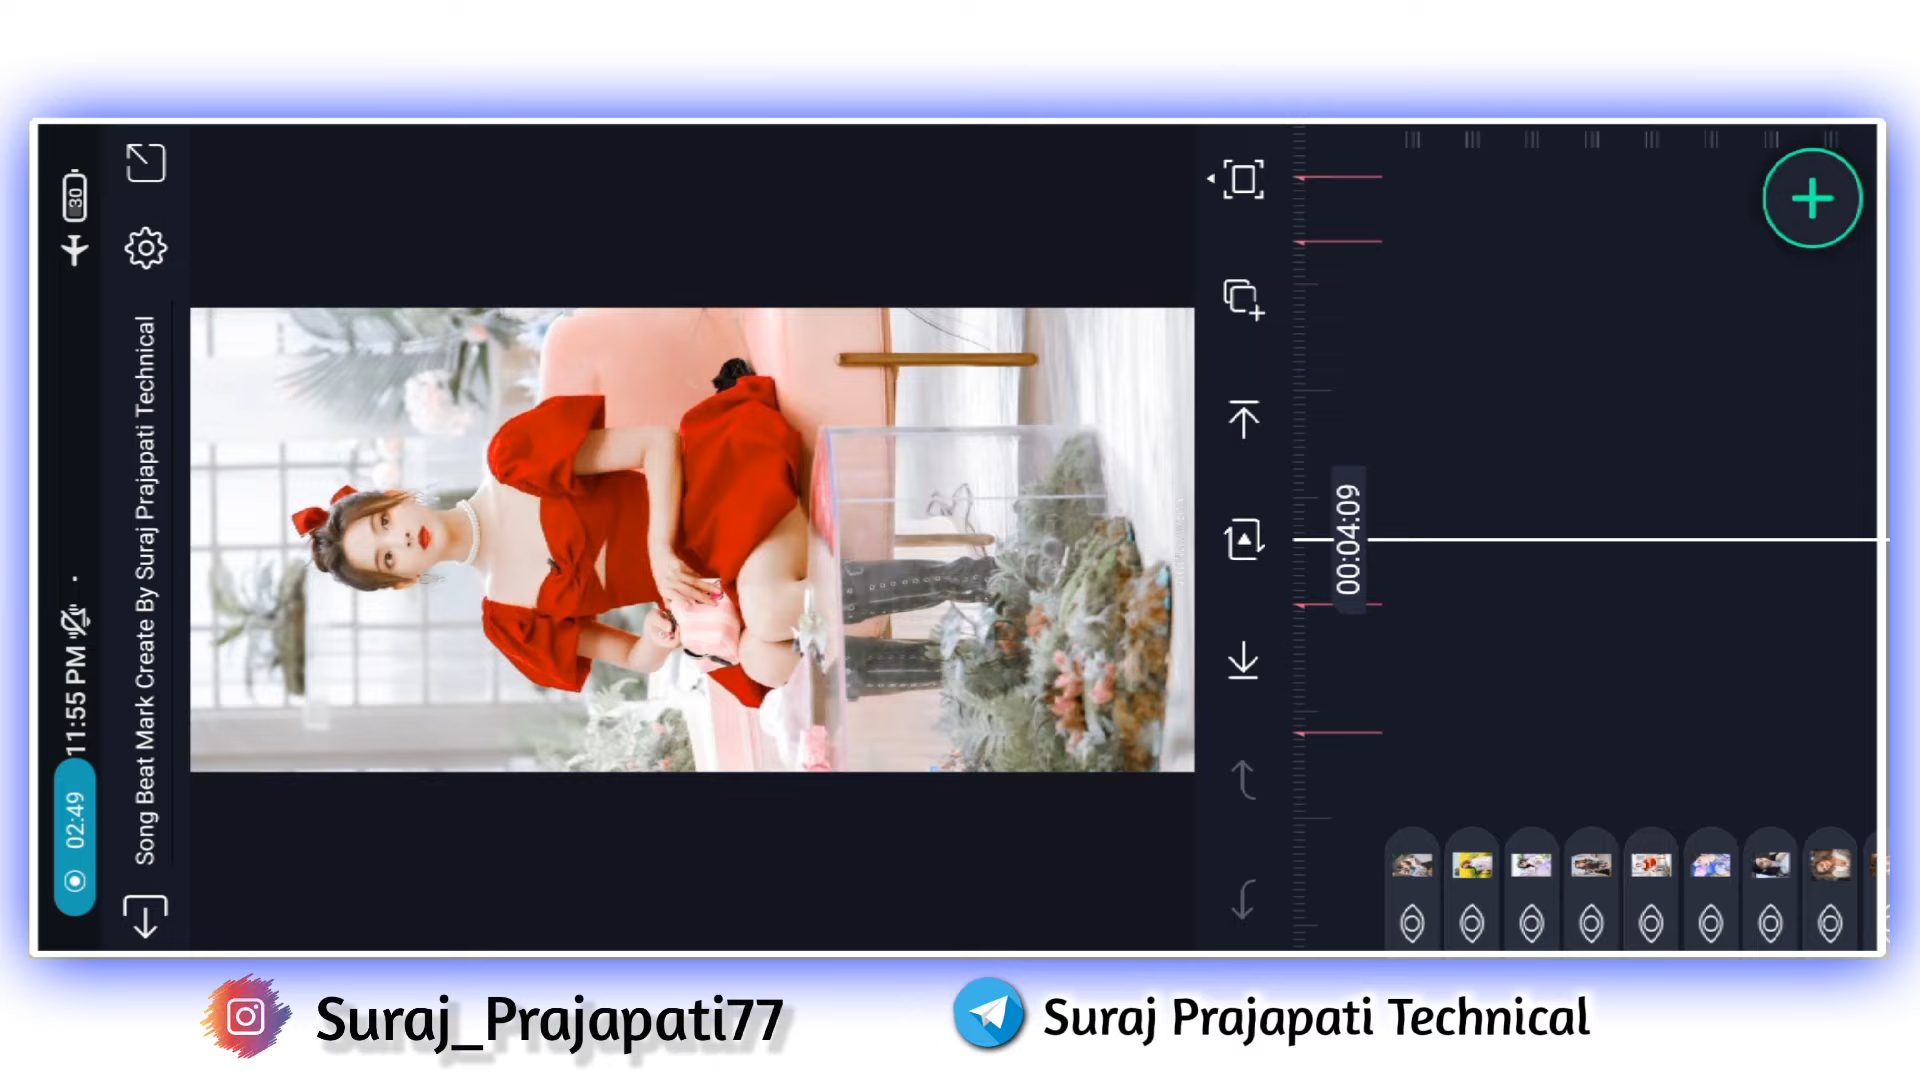 30
11:55 PM
02:49
Song Beat Mark Create By Suraj Prajapati Technical
00:04:09
Suraj_Prajapati77
Suraj Prajapati Technical